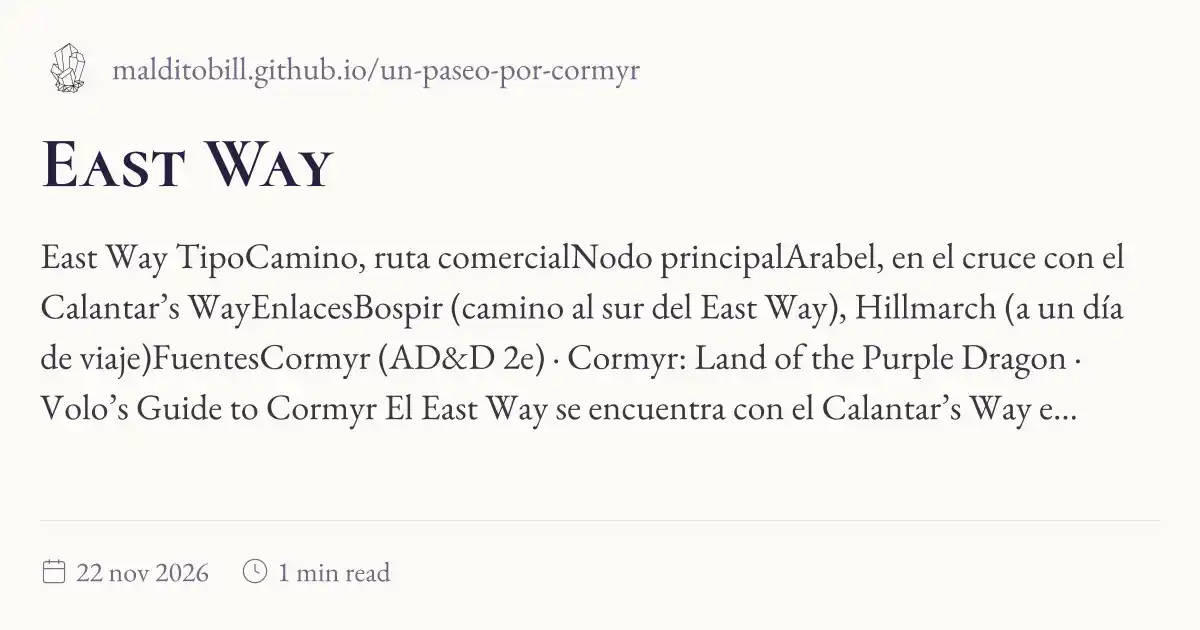 malditobill.github.io/un-paseo-por-cormyr
East Way
East Way TipoCamino, ruta comercialNodo principalArabel, en el cruce con el
Calantar’s WayEnlacesBospir (camino al sur del East Way), Hillmarch (a un día
de viaje)FuentesCormyr (AD&D 2e) · Cormyr: Land of the Purple Dragon ·
Volo’s Guide to Cormyr El East Way se encuentra con el Calantar’s Way e...
22 nov 2026 1 min read